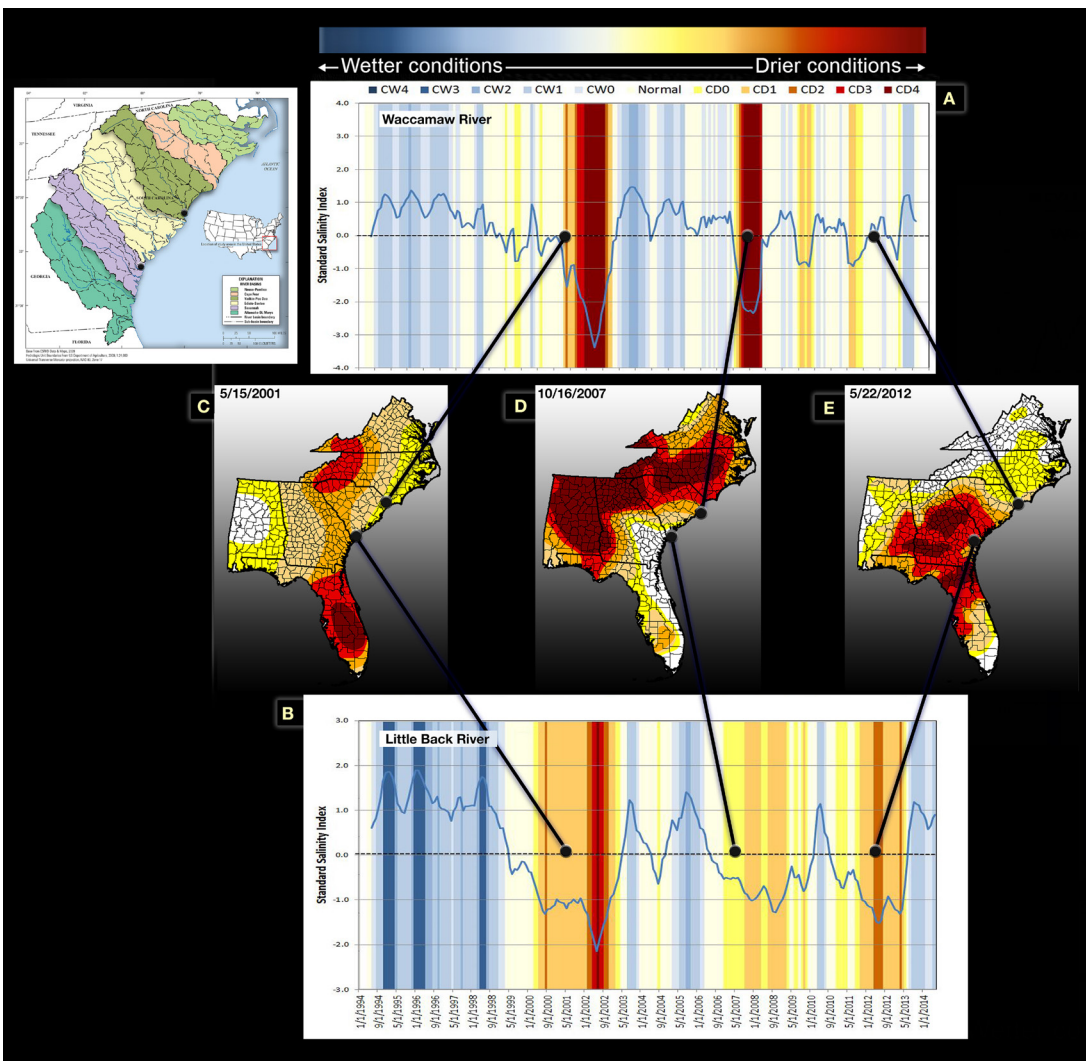 Wetter conditions
Drier conditions
CW4 CW3 CW2 CW1 CW0 Normal CD0 CD1 CD2 CD3 CD4
A
Waccamaw River
Standard Salinity Index
4.0
3.0
2.0
1.0
0.0
-1.0
-2.0
-3.0
-4.0
VIRGINIA
NORTH CAROLINA
TENNESSEE
ATLANTIC
OCEAN
SOUTH CAROLINA
GEORGIA
FLORIDA
EXPLANATION
C
5/15/2001
D
10/16/2007
E
5/22/2012
B
Little Back River
Standard Salinity Index
3.0
2.0
1.0
0.0
-1.0
-2.0
-3.0
1/1/1994
9/1/1994
5/1/1995
1/1/1996
9/1/1996
5/1/1997
1/1/1998
9/1/1998
5/1/1999
1/1/2000
9/1/2000
5/1/2001
1/1/2002
9/1/2002
5/1/2003
1/1/2004
9/1/2004
5/1/2005
1/1/2006
9/1/2006
5/1/2007
1/1/2008
9/1/2008
5/1/2009
1/1/2010
9/1/2010
5/1/2011
1/1/2012
9/1/2012
5/1/2013
1/1/2014